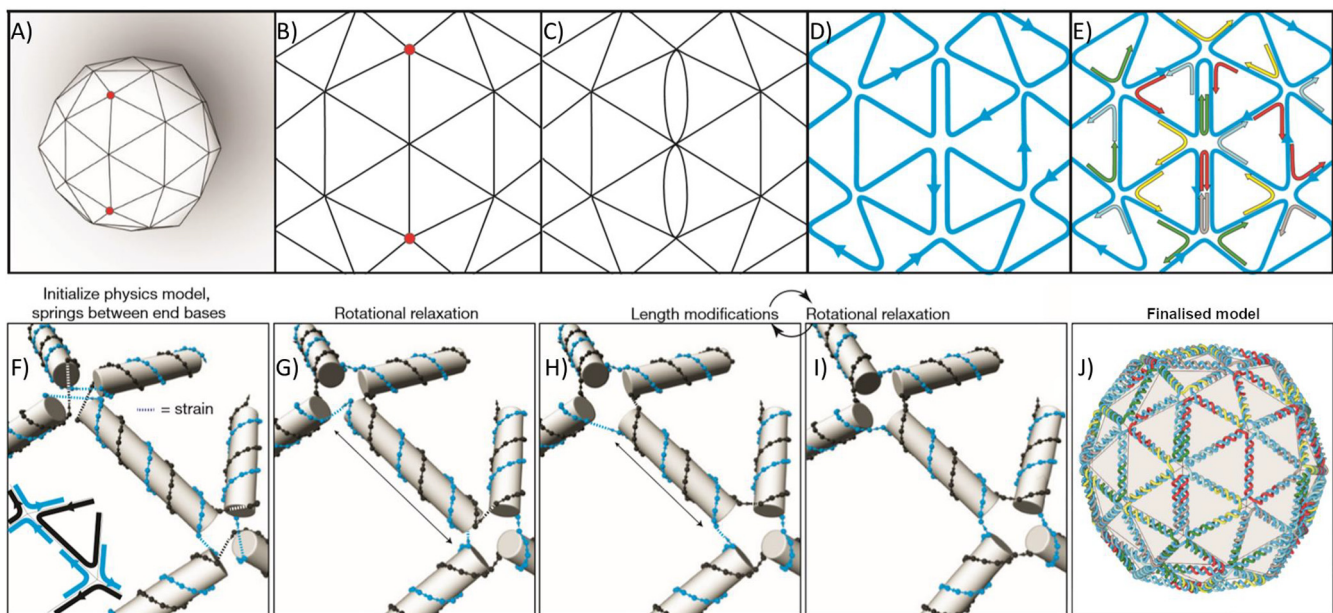 A)
B)
C)
D)
E)
Initialize physics model,
springs between end bases
Rotational relaxation
Length modifications
Rotational relaxation
Finalised model
F)
= strain
G)
H)
I)
J)